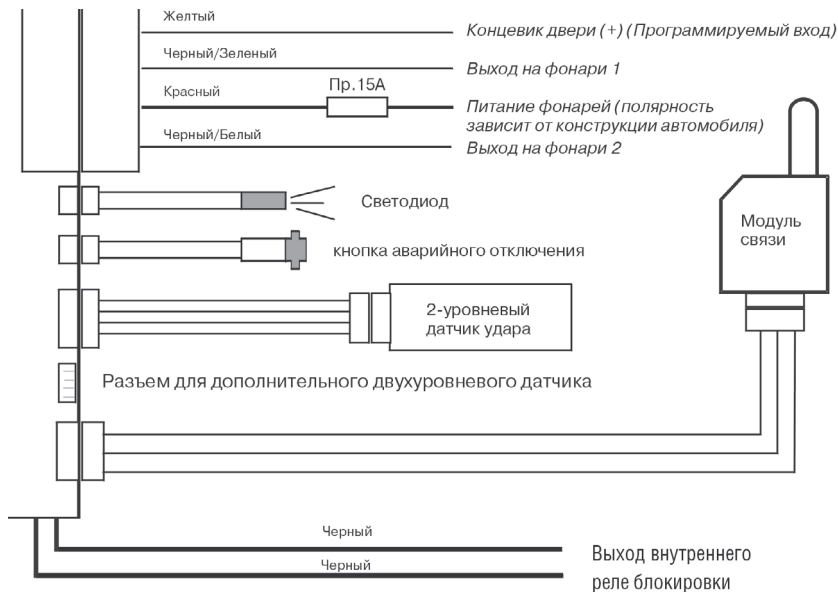 Желтый
Концевик двери (+) (Программируемый вход)
Черный/Зеленый
Выход на фонари 1
Красный
Пр.15А
Питание фонарей (полярность
зависит от конструкции автомобиля)
Черный/Белый
Выход на фонари 2
Светодиод
Модуль
связи
кнопка аварийного отключения
2-уровневый
датчик удара
Разъем для дополнительного двухуровневого датчика
Черный
Черный
Выход внутреннего
реле блокировки